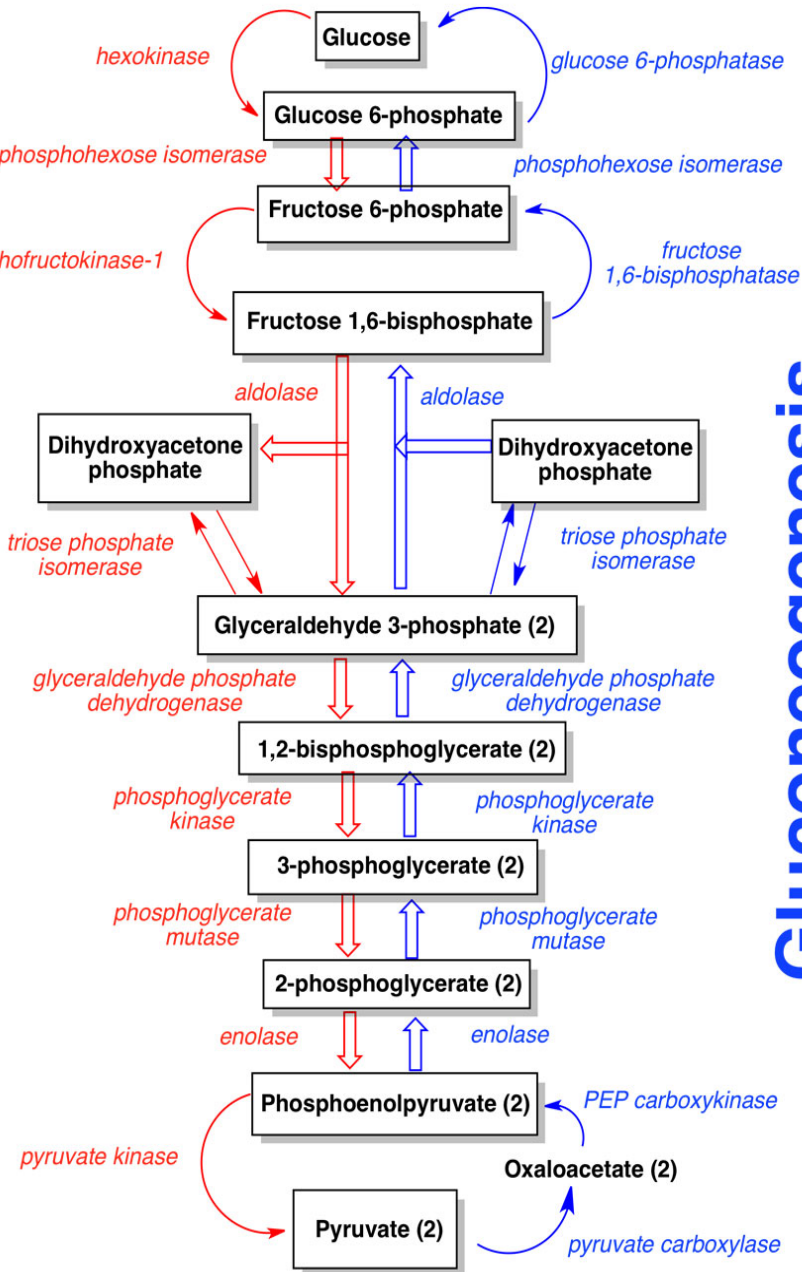 Glucose
hexokinase
glucose 6-phosphatase
Glucose 6-phosphate
phosphohexose isomerase
phosphohexose isomerase
Fructose 6-phosphate
hofructokinase-1
fructose
1,6-bisphosphatase
Fructose 1,6-bisphosphate
aldolase
aldolase
Dihydroxyacetone
phosphate
Dihydroxyacetone
phosphate
triose phosphate
isomerase
triose phosphate
isomerase
Glyceraldehyde 3-phosphate (2)
glyceraldehyde phosphate
dehydrogenase
glyceraldehyde phosphate
dehydrogenase
1,2-bisphosphoglycerate (2)
phosphoglycerate
kinase
phosphoglycerate
kinase
3-phosphoglycerate (2)
phosphoglycerate
mutase
phosphoglycerate
mutase
2-phosphoglycerate (2)
enolase
enolase
Phosphoenolpyruvate (2)
PEP carboxykinase
pyruvate kinase
Oxaloacetate (2)
Pyruvate (2)
pyruvate carboxylase
Gluconeogenesis